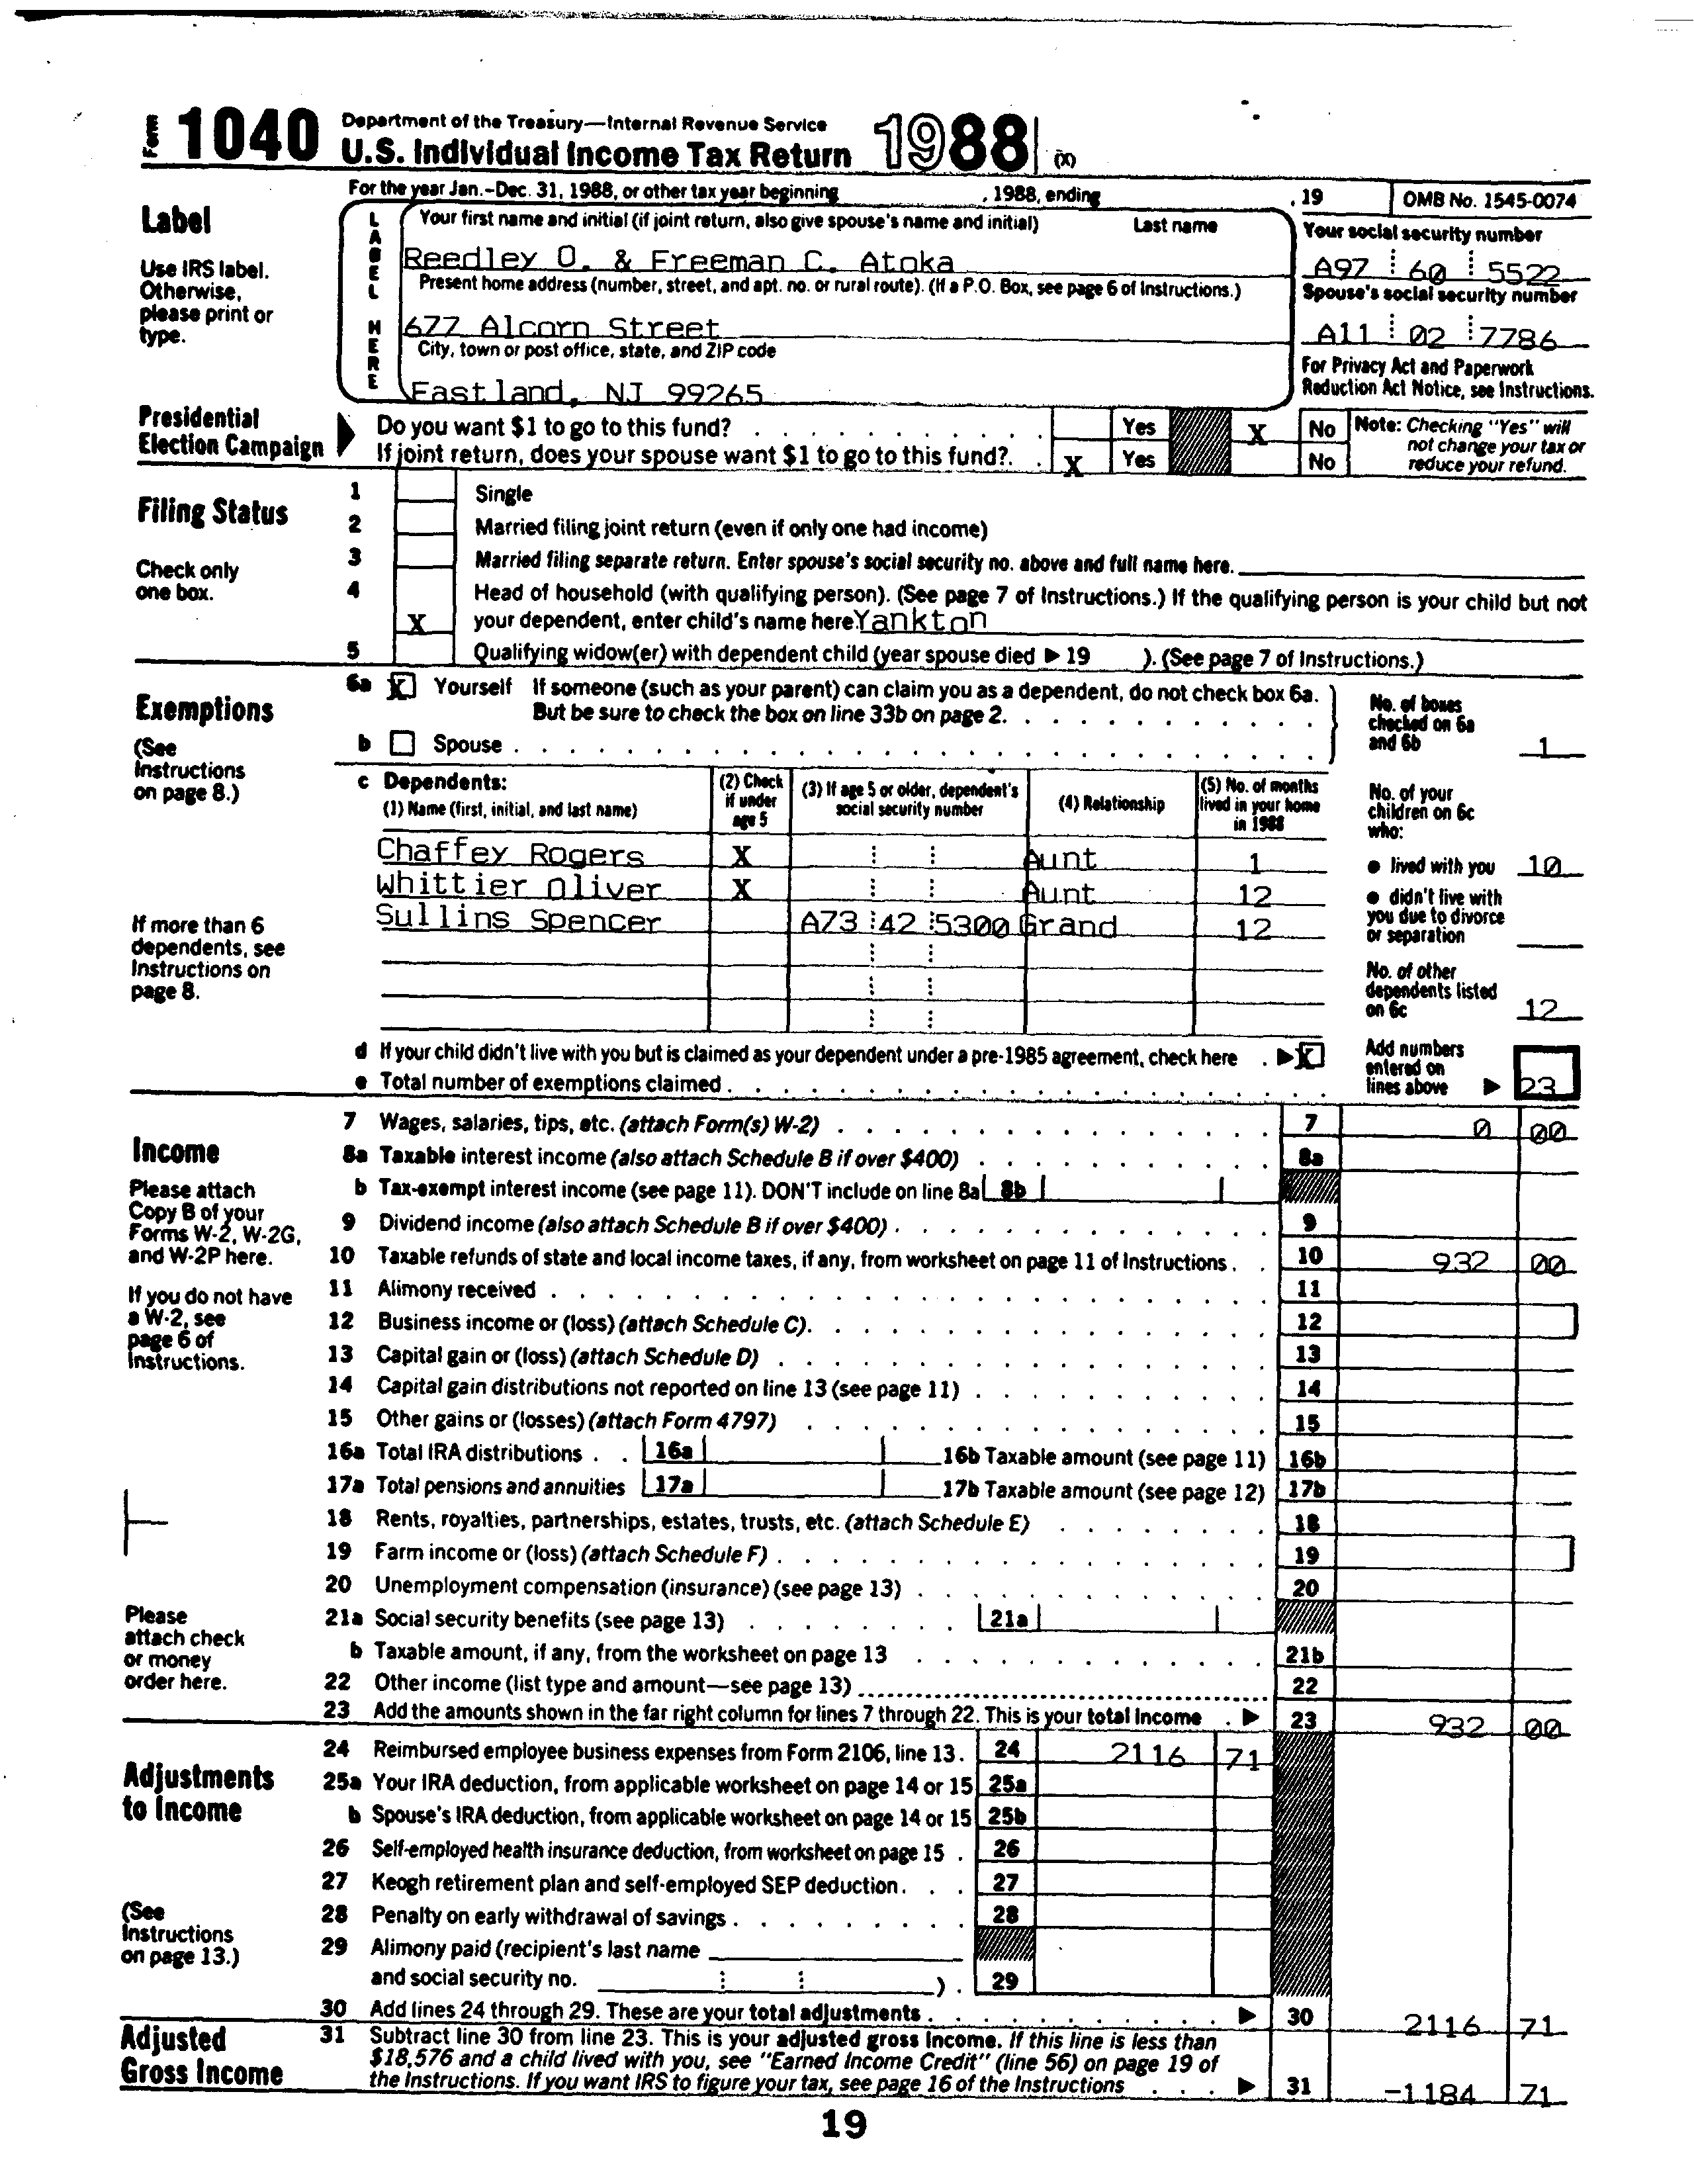 Form 1040 Department of the Treasury—Internal Revenue Service
U.S. Individual Income Tax Return 1988 (X)
For the year Jan.–Dec. 31, 1988, or other tax year beginning , 1988, ending , 19 OMB No. 1545-0074
Label
Use IRS label.
Otherwise,
please print or
type.
LABEL HERE
Your first name and initial (if joint return, also give spouse's name and initial) Last name
Reedley O. & Freeman C. Atoka
Present home address (number, street, and apt. no. or rural route). (If a P.O. Box, see page 6 of Instructions.)
677 Alcorn Street
City, town or post office, state, and ZIP code
Eastland, NJ 99265
Your social security number
A97 60 5522
Spouse's social security number
A11 02 7786
For Privacy Act and Paperwork
Reduction Act Notice, see Instructions.
Presidential
Election Campaign
Do you want $1 to go to this fund? Yes X No
If joint return, does your spouse want $1 to go to this fund? X Yes No
Note: Checking "Yes" will
not change your tax or
reduce your refund.
Filing Status
Check only
one box.
1 Single
2 Married filing joint return (even if only one had income)
3 Married filing separate return. Enter spouse's social security no. above and full name here.
4 Head of household (with qualifying person). (See page 7 of Instructions.) If the qualifying person is your child but not
X your dependent, enter child's name here. Yankton
5 Qualifying widow(er) with dependent child (year spouse died ▶ 19 ). (See page 7 of Instructions.)
Exemptions
(See
Instructions
on page 8.)
6a X Yourself If someone (such as your parent) can claim you as a dependent, do not check box 6a.
But be sure to check the box on line 33b on page 2.
b Spouse
No. of boxes
checked on 6a
and 6b 1
c Dependents:
(1) Name (first, initial, and last name)
(2) Check
if under
age 5
(3) If age 5 or older, dependent's
social security number
(4) Relationship
(5) No. of months
lived in your home
in 1988
Chaffey Rogers X Aunt 1
Whittier Oliver X Aunt 12
Sullins Spencer A73 42 5300 Grand 12
If more than 6
dependents, see
Instructions on
page 8.
No. of your
children on 6c
who:
● lived with you 10
● didn't live with
you due to divorce
or separation
No. of other
dependents listed
on 6c 12
d If your child didn't live with you but is claimed as your dependent under a pre-1985 agreement, check here ▶ X
e Total number of exemptions claimed
Add numbers
entered on
lines above ▶ 23
Income
Please attach
Copy B of your
Forms W-2, W-2G,
and W-2P here.
If you do not have
a W-2, see
page 6 of
Instructions.
Please
attach check
or money
order here.
7 Wages, salaries, tips, etc. (attach Form(s) W-2) 7 0 00
8a Taxable interest income (also attach Schedule B if over $400) 8a
b Tax-exempt interest income (see page 11). DON'T include on line 8a 8b
9 Dividend income (also attach Schedule B if over $400) 9
10 Taxable refunds of state and local income taxes, if any, from worksheet on page 11 of Instructions 10 932 00
11 Alimony received 11
12 Business income or (loss) (attach Schedule C) 12
13 Capital gain or (loss) (attach Schedule D) 13
14 Capital gain distributions not reported on line 13 (see page 11) 14
15 Other gains or (losses) (attach Form 4797) 15
16a Total IRA distributions 16a 16b Taxable amount (see page 11) 16b
17a Total pensions and annuities 17a 17b Taxable amount (see page 12) 17b
18 Rents, royalties, partnerships, estates, trusts, etc. (attach Schedule E) 18
19 Farm income or (loss) (attach Schedule F) 19
20 Unemployment compensation (insurance) (see page 13) 20
21a Social security benefits (see page 13) 21a
b Taxable amount, if any, from the worksheet on page 13 21b
22 Other income (list type and amount—see page 13) 22
23 Add the amounts shown in the far right column for lines 7 through 22. This is your total income ▶ 23 932 00
Adjustments
to Income
(See
Instructions
on page 13.)
24 Reimbursed employee business expenses from Form 2106, line 13. 24 2116 71
25a Your IRA deduction, from applicable worksheet on page 14 or 15 25a
b Spouse's IRA deduction, from applicable worksheet on page 14 or 15 25b
26 Self-employed health insurance deduction, from worksheet on page 15 26
27 Keogh retirement plan and self-employed SEP deduction 27
28 Penalty on early withdrawal of savings 28
29 Alimony paid (recipient's last name
and social security no. ) 29
30 Add lines 24 through 29. These are your total adjustments ▶ 30 2116 71
Adjusted
Gross Income
31 Subtract line 30 from line 23. This is your adjusted gross income. If this line is less than
$18,576 and a child lived with you, see "Earned Income Credit" (line 56) on page 19 of
the Instructions. If you want IRS to figure your tax, see page 16 of the Instructions ▶ 31 -1184 71
19